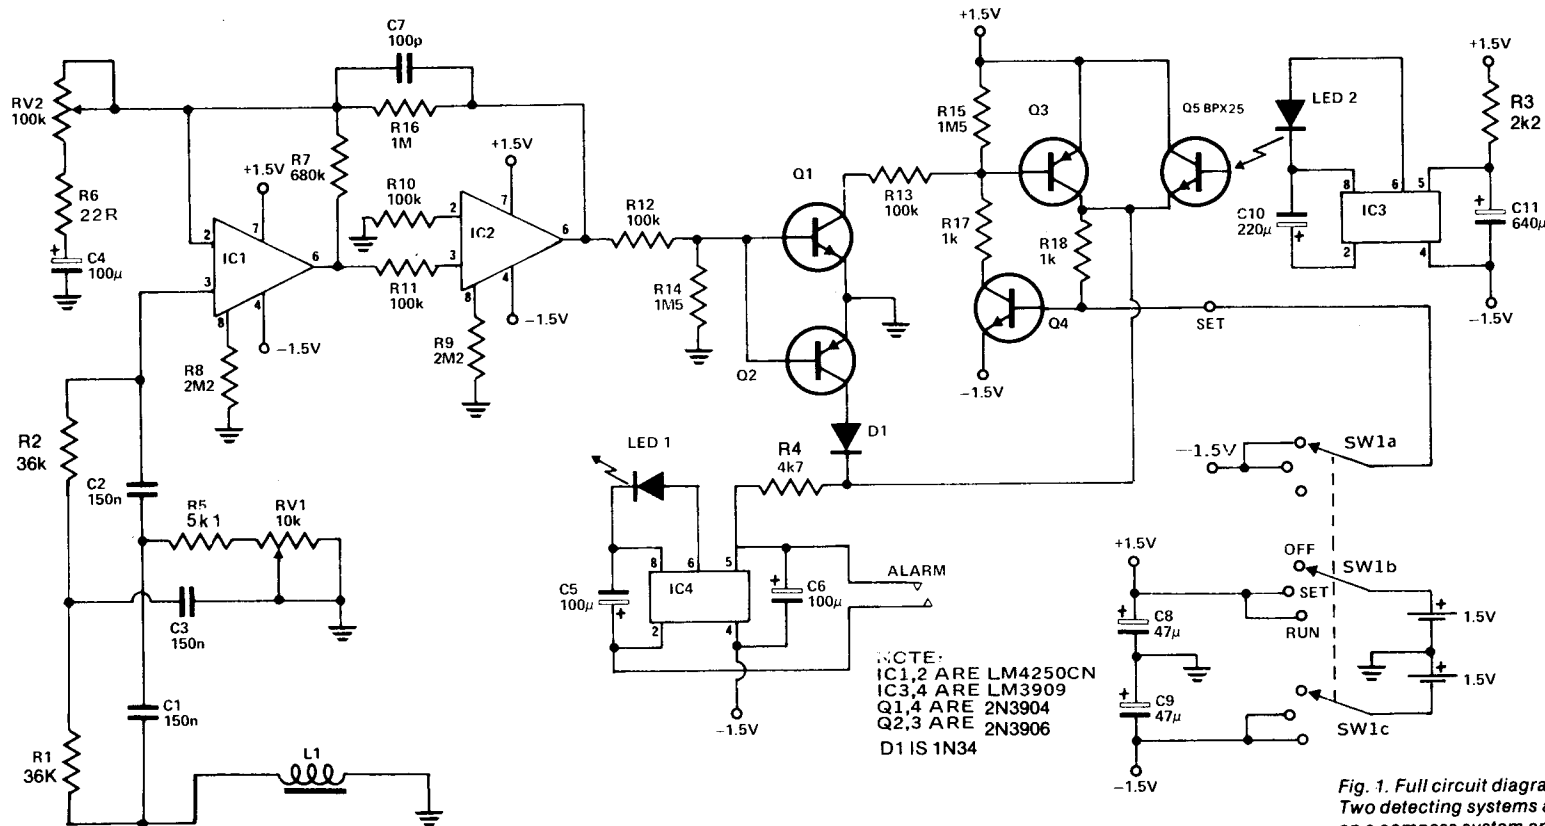 C7
100p
+1.5V
+1.5V
RV2
100k
R16
1M
R15
1M5
Q3
Q5 BPX25
LED 2
R3
2k2
+1.5V
R7
680k
+1.5V
R6
22R
R10
100k
Q1
R13
100k
8
6
5
IC3
2
4
C10
220µ
+
+
C11
640µ
2
7
IC1
6
3
4
8
2
7
IC2
6
3
4
8
R12
100k
R17
1k
R18
1k
+
C4
100µ
R11
100k
R14
1M5
Q4
SET
−1.5V
−1.5V
−1.5V
R8
2M2
R9
2M2
Q2
−1.5V
D1
R2
36k
LED 1
R4
4k7
−1.5V
SW1a
C2
150n
R5
5k1
RV1
10k
+1.5V
OFF
SW1b
SET
RUN
8
6
5
IC4
2
4
C5
100µ
+
+
C6
100µ
ALARM
+
C8
47µ
+
1.5V
C3
150n
NOTE:
IC1,2 ARE LM4250CN
IC3,4 ARE LM3909
Q1,4 ARE 2N3904
Q2,3 ARE 2N3906
D1 IS 1N34
+
C9
47µ
+
1.5V
C1
150n
−1.5V
SW1c
R1
36K
L1
−1.5V
Fig. 1. Full circuit diagra
Two detecting systems a